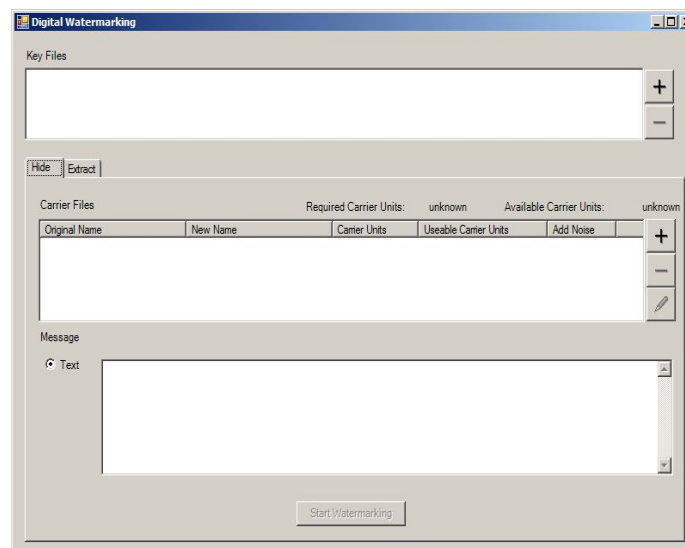 Digital Watermarking
Key Files
+
−
Hide Extract
Carrier Files Required Carrier Units: unknown Available Carrier Units: unknown
Original Name New Name Carrier Units Useable Carrier Units Add Noise
+
−
Message
Text
Start Watermarking